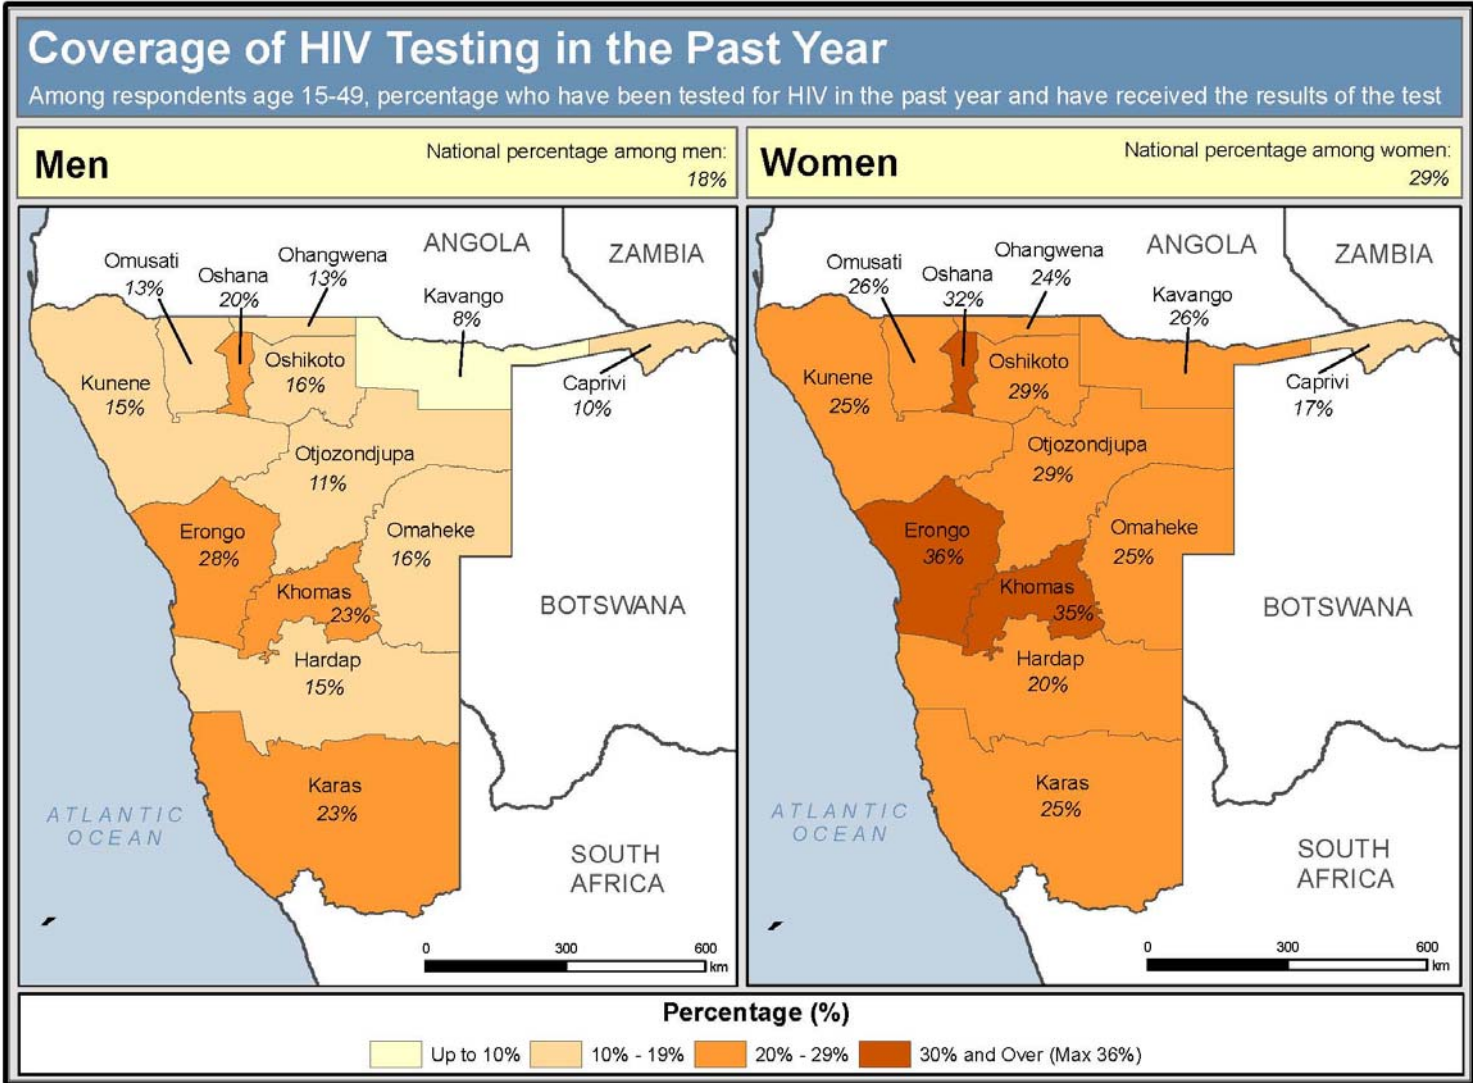 Coverage of HIV Testing in the Past Year
Among respondents age 15-49, percentage who have been tested for HIV in the past year and have received the results of the test
Men
National percentage among men:
18%
ANGOLA
ZAMBIA
Omusati
13%
Oshana
20%
Ohangwena
13%
Kavango
8%
Caprivi
10%
Kunene
15%
Oshikoto
16%
Otjozondjupa
11%
Erongo
28%
Omaheke
16%
Khomas
23%
Hardap
15%
Karas
23%
BOTSWANA
ATLANTIC
OCEAN
SOUTH
AFRICA
0 300 600
km
Women
National percentage among women:
29%
ANGOLA
ZAMBIA
Omusati
26%
Oshana
32%
Ohangwena
24%
Kavango
26%
Caprivi
17%
Kunene
25%
Oshikoto
29%
Otjozondjupa
29%
Erongo
36%
Omaheke
25%
Khomas
35%
Hardap
20%
Karas
25%
BOTSWANA
ATLANTIC
OCEAN
SOUTH
AFRICA
0 300 600
km
Percentage (%)
Up to 10% 10% - 19% 20% - 29% 30% and Over (Max 36%)